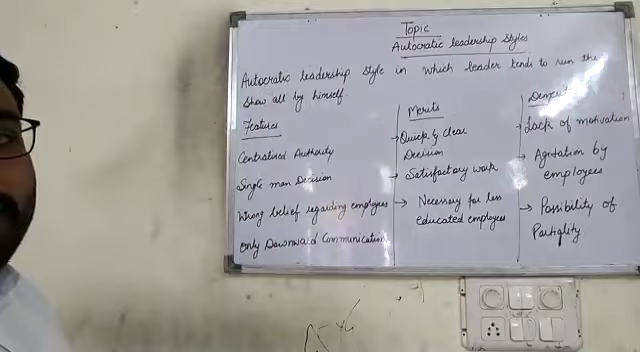 Topic
Autocratic leadership styles
Autocratic leadership style in which leader tends to run the
show all by himself.
Features
Centralised Authority
Single man Decision
Wrong belief regarding employees
Only Downward Communication
Merits
→ Quick & clear
Decision
→ Satisfactory work
→ Necessary for less
educated employees
→ Lack of motivation
→ Agitation by
employees
→ Possibility of
Partiality